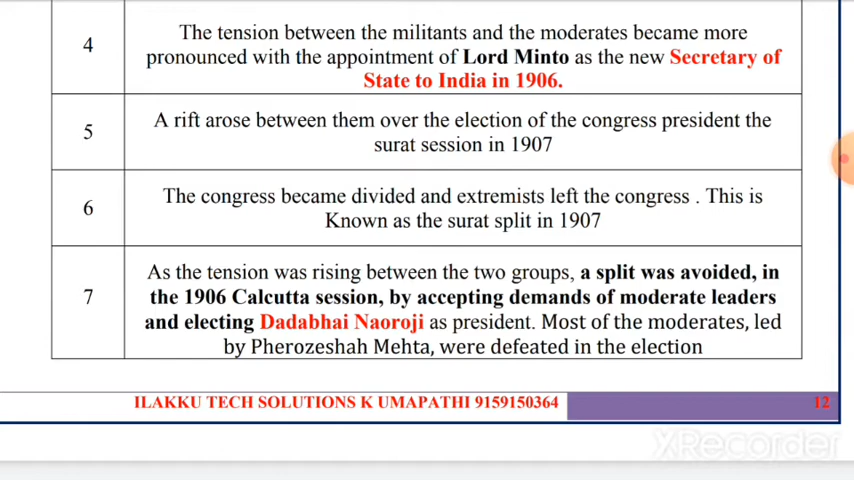 4
The tension between the militants and the moderates became more
pronounced with the appointment of Lord Minto as the new Secretary of
State to India in 1906.
5
A rift arose between them over the election of the congress president the
surat session in 1907
6
The congress became divided and extremists left the congress . This is
Known as the surat split in 1907
7
As the tension was rising between the two groups, a split was avoided, in
the 1906 Calcutta session, by accepting demands of moderate leaders
and electing Dadabhai Naoroji as president. Most of the moderates, led
by Pherozeshah Mehta, were defeated in the election
ILAKKU TECH SOLUTIONS K UMAPATHI 9159150364
12
XRecorder